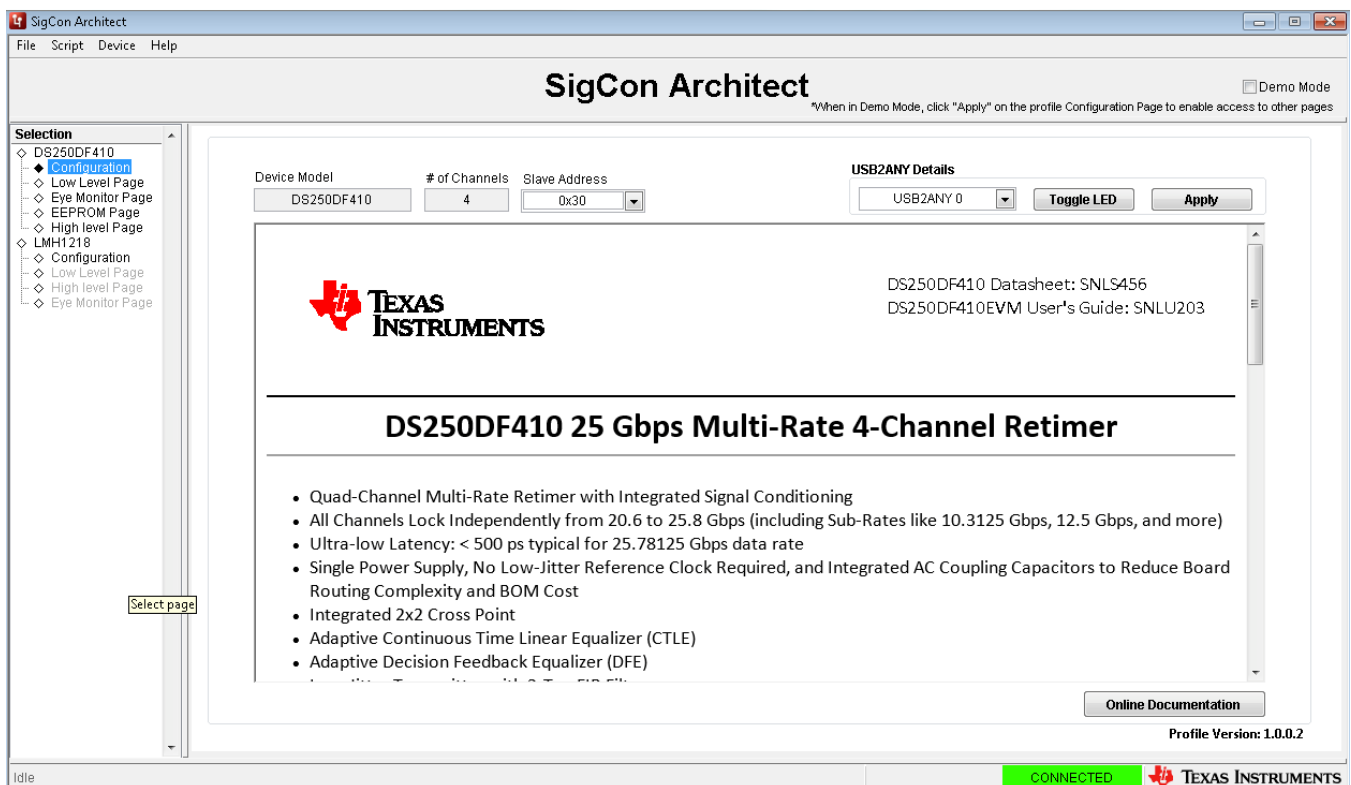 SigCon Architect
File Script Device Help
SigCon Architect
Demo Mode
*When in Demo Mode, click "Apply" on the profile Configuration Page to enable access to other pages
Selection
DS250DF410
Configuration
Low Level Page
Eye Monitor Page
EEPROM Page
High level Page
LMH1218
Configuration
Low Level Page
High level Page
Eye Monitor Page
Select page
Device Model # of Channels Slave Address
DS250DF410 4 0x30
USB2ANY Details
USB2ANY 0 Toggle LED Apply
TEXAS
INSTRUMENTS
DS250DF410 Datasheet: SNLS456
DS250DF410EVM User's Guide: SNLU203
DS250DF410 25 Gbps Multi-Rate 4-Channel Retimer
• Quad-Channel Multi-Rate Retimer with Integrated Signal Conditioning
• All Channels Lock Independently from 20.6 to 25.8 Gbps (including Sub-Rates like 10.3125 Gbps, 12.5 Gbps, and more)
• Ultra-low Latency: < 500 ps typical for 25.78125 Gbps data rate
• Single Power Supply, No Low-Jitter Reference Clock Required, and Integrated AC Coupling Capacitors to Reduce Board
Routing Complexity and BOM Cost
• Integrated 2x2 Cross Point
• Adaptive Continuous Time Linear Equalizer (CTLE)
• Adaptive Decision Feedback Equalizer (DFE)
Online Documentation
Profile Version: 1.0.0.2
Idle
CONNECTED
TEXAS INSTRUMENTS